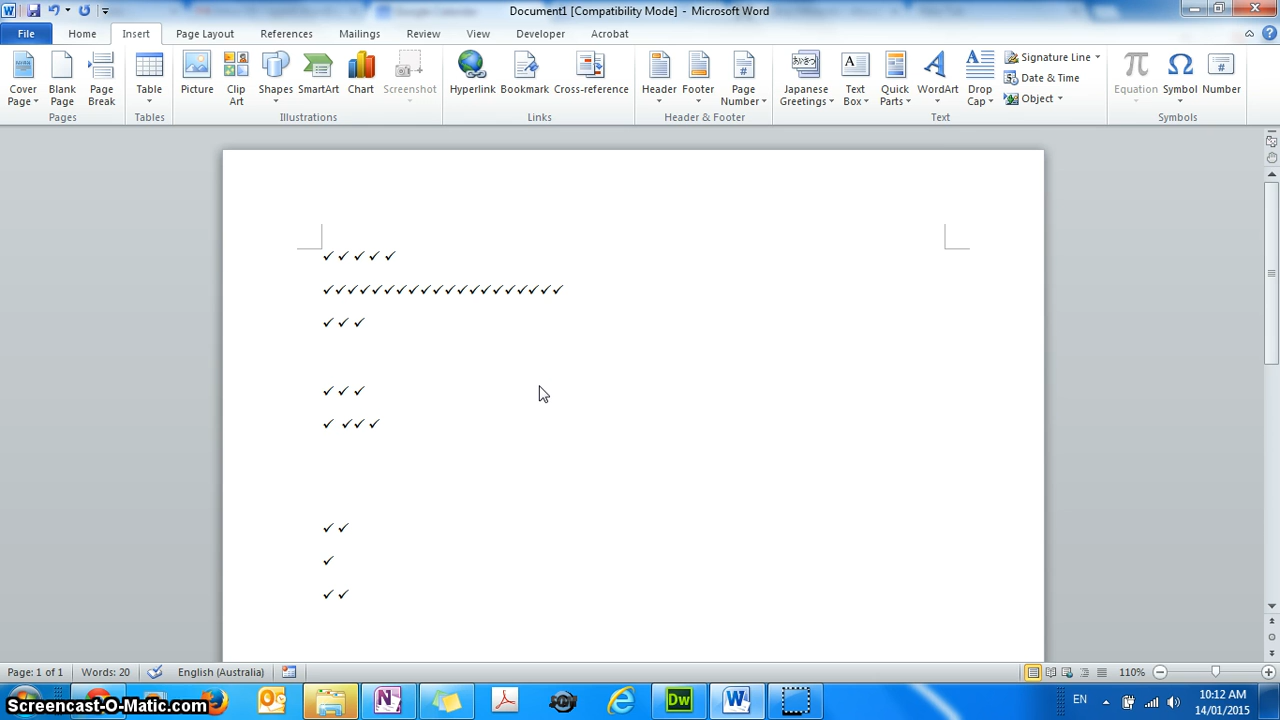 Document1 [Compatibility Mode] - Microsoft Word
File Home Insert Page Layout References Mailings Review View Developer Acrobat
Cover Page
Blank Page
Page Break
Table
Picture
Clip Art
Shapes
SmartArt
Chart
Screenshot
Hyperlink
Bookmark
Cross-reference
Header
Footer
Page Number
Japanese Greetings
Text Box
Quick Parts
WordArt
Drop Cap
Signature Line
Date & Time
Object
Equation
Symbol
Number
Pages Tables Illustrations Links Header & Footer Text Symbols
✓ ✓ ✓ ✓ ✓
✓✓✓✓✓✓✓✓✓✓✓✓✓✓✓✓✓✓✓✓
✓ ✓ ✓
✓ ✓ ✓
✓ ✓✓ ✓
✓ ✓
✓
✓ ✓
Page: 1 of 1 Words: 20 English (Australia) 110%
Screencast-O-Matic.com
EN
10:12 AM
14/01/2015